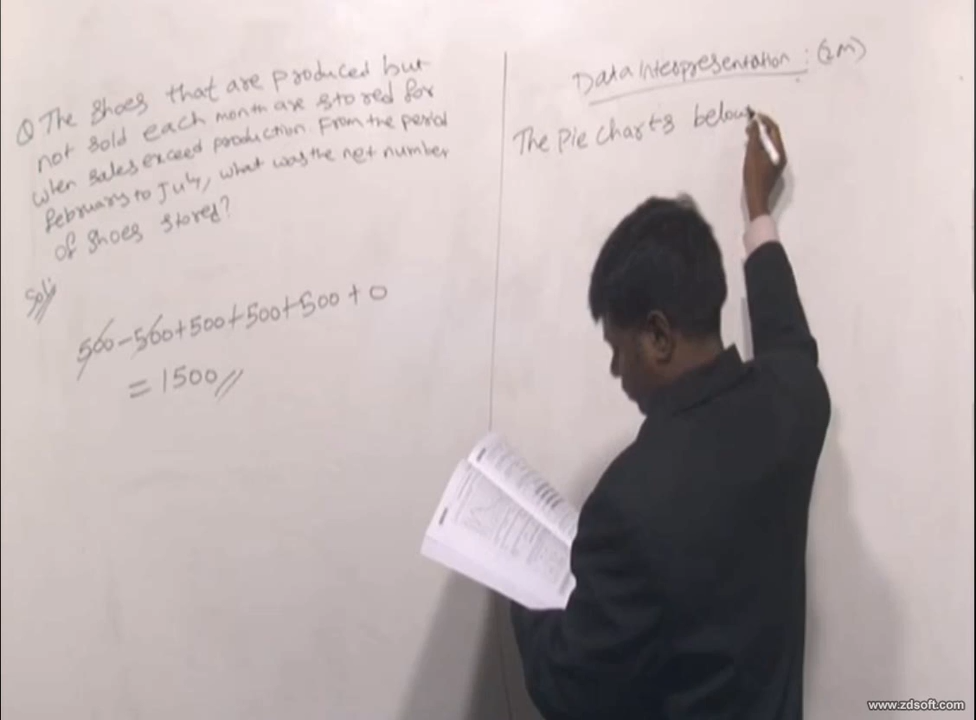 Q The Shoes that are produced but
not sold each month are stored for
when sales exceed production From the period
February to July, what was the net number
of shoes stored?
Soln
500-500+500+500+500+0
=1500//
Data Interpresentation : (2M)
The Pie Charts below
www.zdsoft.com